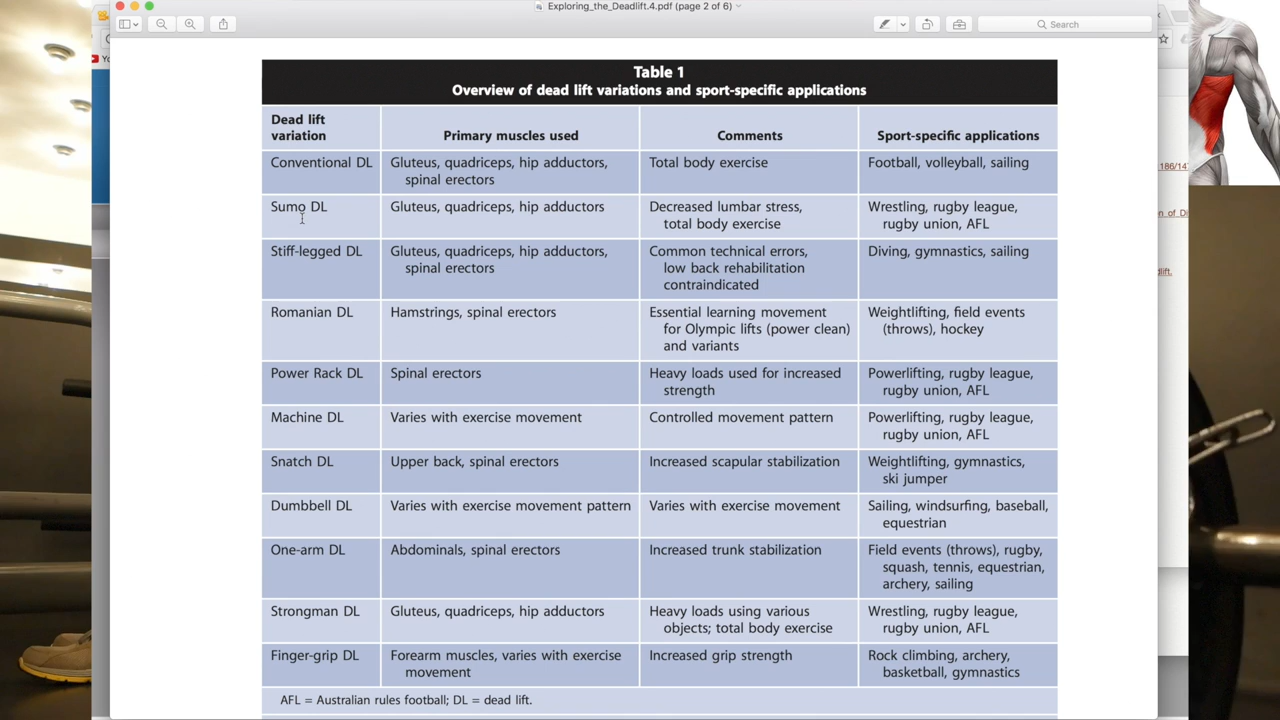 Exploring_the_Deadlift.4.pdf (page 2 of 6)
Search
Table 1
Overview of dead lift variations and sport-specific applications
Dead lift
variation
Primary muscles used
Comments
Sport-specific applications
Conventional DL
Gluteus, quadriceps, hip adductors,
spinal erectors
Total body exercise
Football, volleyball, sailing
Sumo DL
Gluteus, quadriceps, hip adductors
Decreased lumbar stress,
total body exercise
Wrestling, rugby league,
rugby union, AFL
Stiff-legged DL
Gluteus, quadriceps, hip adductors,
spinal erectors
Common technical errors,
low back rehabilitation
contraindicated
Diving, gymnastics, sailing
Romanian DL
Hamstrings, spinal erectors
Essential learning movement
for Olympic lifts (power clean)
and variants
Weightlifting, field events
(throws), hockey
Power Rack DL
Spinal erectors
Heavy loads used for increased
strength
Powerlifting, rugby league,
rugby union, AFL
Machine DL
Varies with exercise movement
Controlled movement pattern
Powerlifting, rugby league,
rugby union, AFL
Snatch DL
Upper back, spinal erectors
Increased scapular stabilization
Weightlifting, gymnastics,
ski jumper
Dumbbell DL
Varies with exercise movement pattern
Varies with exercise movement
Sailing, windsurfing, baseball,
equestrian
One-arm DL
Abdominals, spinal erectors
Increased trunk stabilization
Field events (throws), rugby,
squash, tennis, equestrian,
archery, sailing
Strongman DL
Gluteus, quadriceps, hip adductors
Heavy loads using various
objects; total body exercise
Wrestling, rugby league,
rugby union, AFL
Finger-grip DL
Forearm muscles, varies with exercise
movement
Increased grip strength
Rock climbing, archery,
basketball, gymnastics
AFL = Australian rules football; DL = dead lift.